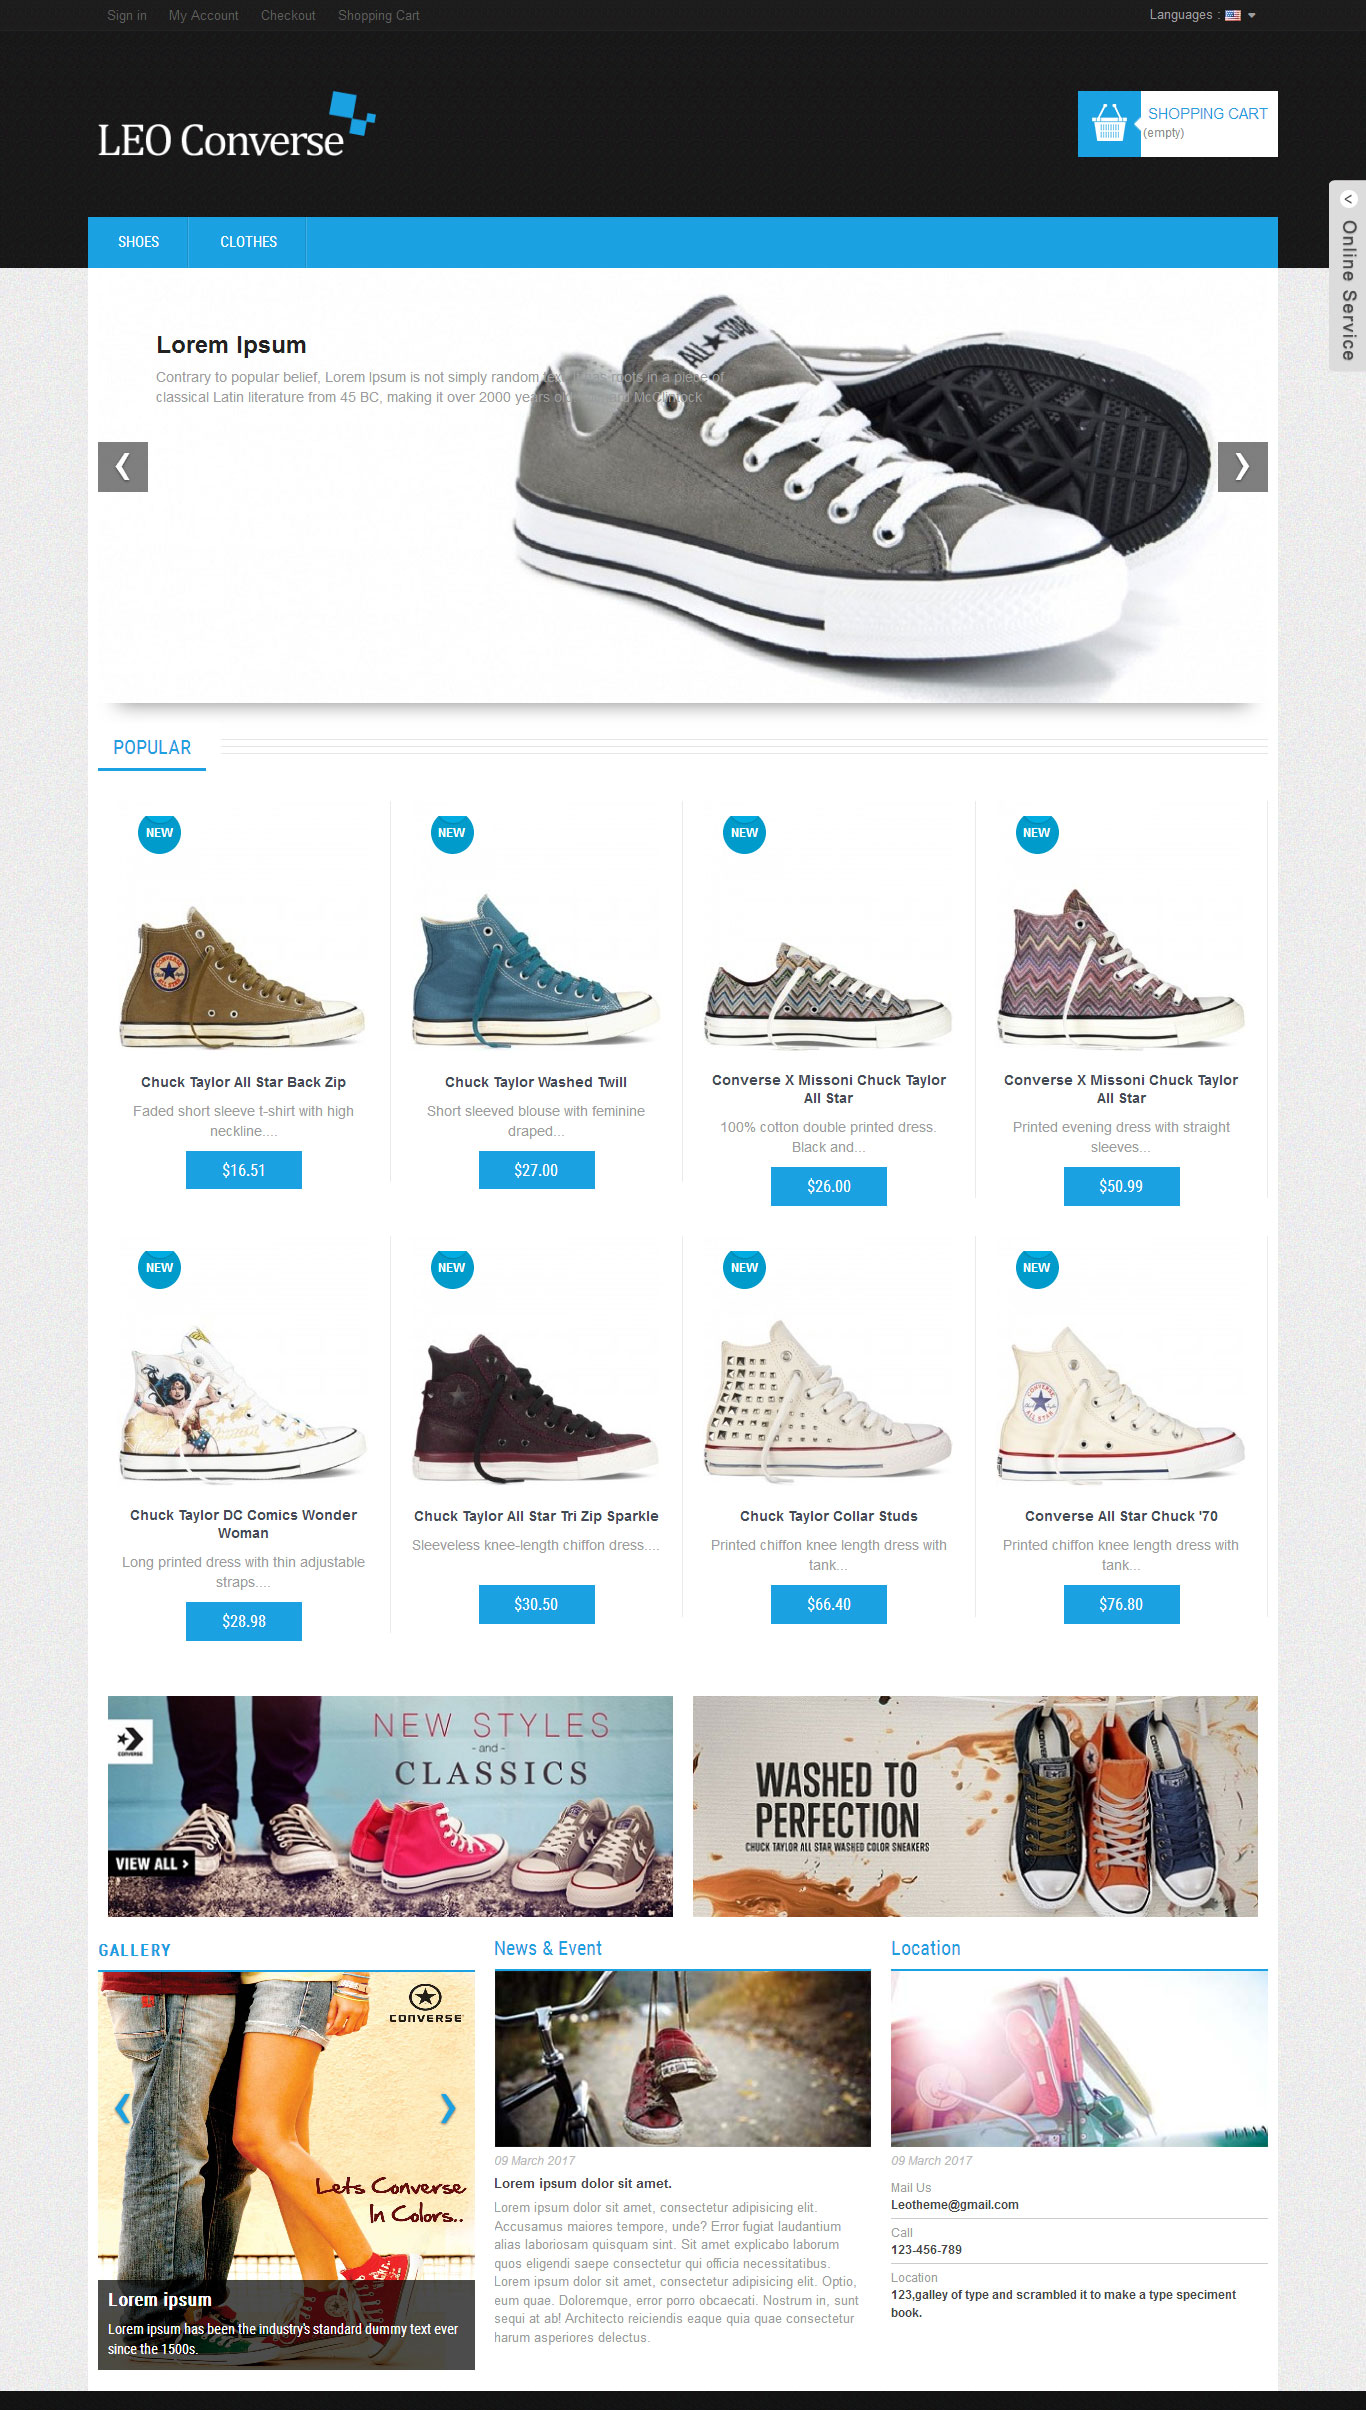 Sign in My Account Checkout Shopping Cart Languages :
LEO Converse
SHOPPING CART
(empty)
SHOES CLOTHES
Online Service
Lorem Ipsum
Contrary to popular belief, Lorem Ipsum is not simply random text. It has roots in a piece of
classical Latin literature from 45 BC, making it over 2000 years old. Richard McClintock
ALL STAR
POPULAR
NEW NEW NEW NEW
Chuck Taylor All Star Back Zip
Faded short sleeve t-shirt with high
neckline....
$16.51
Chuck Taylor Washed Twill
Short sleeved blouse with feminine
draped...
$27.00
Converse X Missoni Chuck Taylor
All Star
100% cotton double printed dress.
Black and...
$26.00
Converse X Missoni Chuck Taylor
All Star
Printed evening dress with straight
sleeves...
$50.99
NEW NEW NEW NEW
CONVERSE
ALL STAR
Chuck Taylor DC Comics Wonder
Woman
Long printed dress with thin adjustable
straps....
$28.98
Chuck Taylor All Star Tri Zip Sparkle
Sleeveless knee-length chiffon dress....
$30.50
Chuck Taylor Collar Studs
Printed chiffon knee length dress with
tank...
$66.40
Converse All Star Chuck '70
Printed chiffon knee length dress with
tank...
$76.80
CONVERSE
NEW STYLES
- and -
CLASSICS
VIEW ALL >
WASHED TO
PERFECTION
CHUCK TAYLOR ALL STAR WASHED COLOR SNEAKERS
GALLERY
CONVERSE
Lets Converse
In Colors..
Lorem ipsum
Lorem ipsum has been the industry's standard dummy text ever
since the 1500s.
News & Event
09 March 2017
Lorem ipsum dolor sit amet.
Lorem ipsum dolor sit amet, consectetur adipisicing elit.
Accusamus maiores tempore, unde? Error fugiat laudantium
alias laboriosam quisquam sint. Sit amet explicabo laborum
quos eligendi saepe consectetur qui officia necessitatibus.
Lorem ipsum dolor sit amet, consectetur adipisicing elit. Optio,
eum quae. Doloremque, error porro obcaecati. Nostrum in, sunt
sequi at ab! Architecto reiciendis eaque quia quae consectetur
harum asperiores delectus.
Location
09 March 2017
Mail Us
Leotheme@gmail.com
Call
123-456-789
Location
123,galley of type and scrambled it to make a type speciment
book.